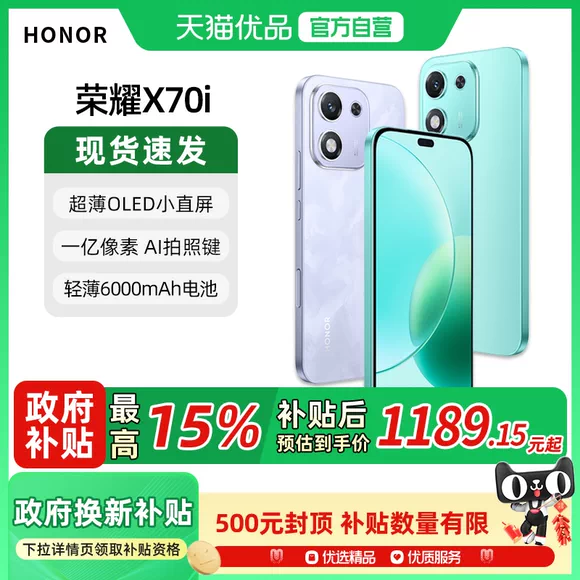 HONOR
天猫优品 官方自营
荣耀X70i
现货速发
超薄OLED小直屏
一亿像素 AI拍照键
轻薄6000mAh电池
HONOR
政府补贴
最高15%
补贴后
预估到手价
1189.15元起
政府换新补贴
下拉详情页领取补贴资格
500元封顶 补贴数量有限
优选精品 优质服务